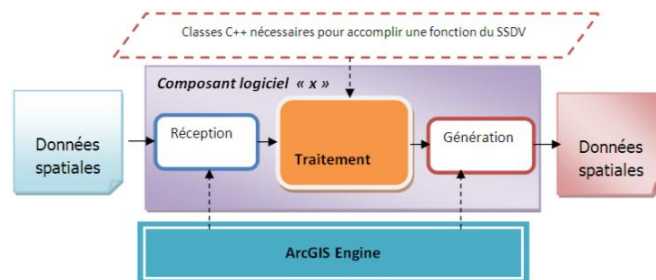 Classes C++ nécessaires pour accomplir une fonction du SSDV
Composant logiciel « x »
Données
spatiales
Réception
Traitement
Génération
Données
spatiales
ArcGIS Engine